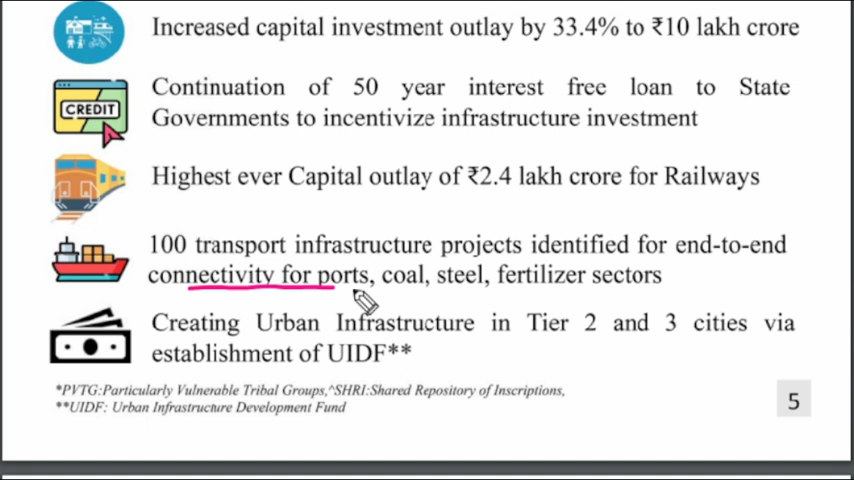 Increased capital investment outlay by 33.4% to ₹10 lakh crore
CREDIT
Continuation of 50 year interest free loan to State
Governments to incentivize infrastructure investment
Highest ever Capital outlay of ₹2.4 lakh crore for Railways
100 transport infrastructure projects identified for end-to-end
connectivity for ports, coal, steel, fertilizer sectors
Creating Urban Infrastructure in Tier 2 and 3 cities via
establishment of UIDF**
*PVTG:Particularly Vulnerable Tribal Groups,^SHRI:Shared Repository of Inscriptions,
**UIDF: Urban Infrastructure Development Fund
5